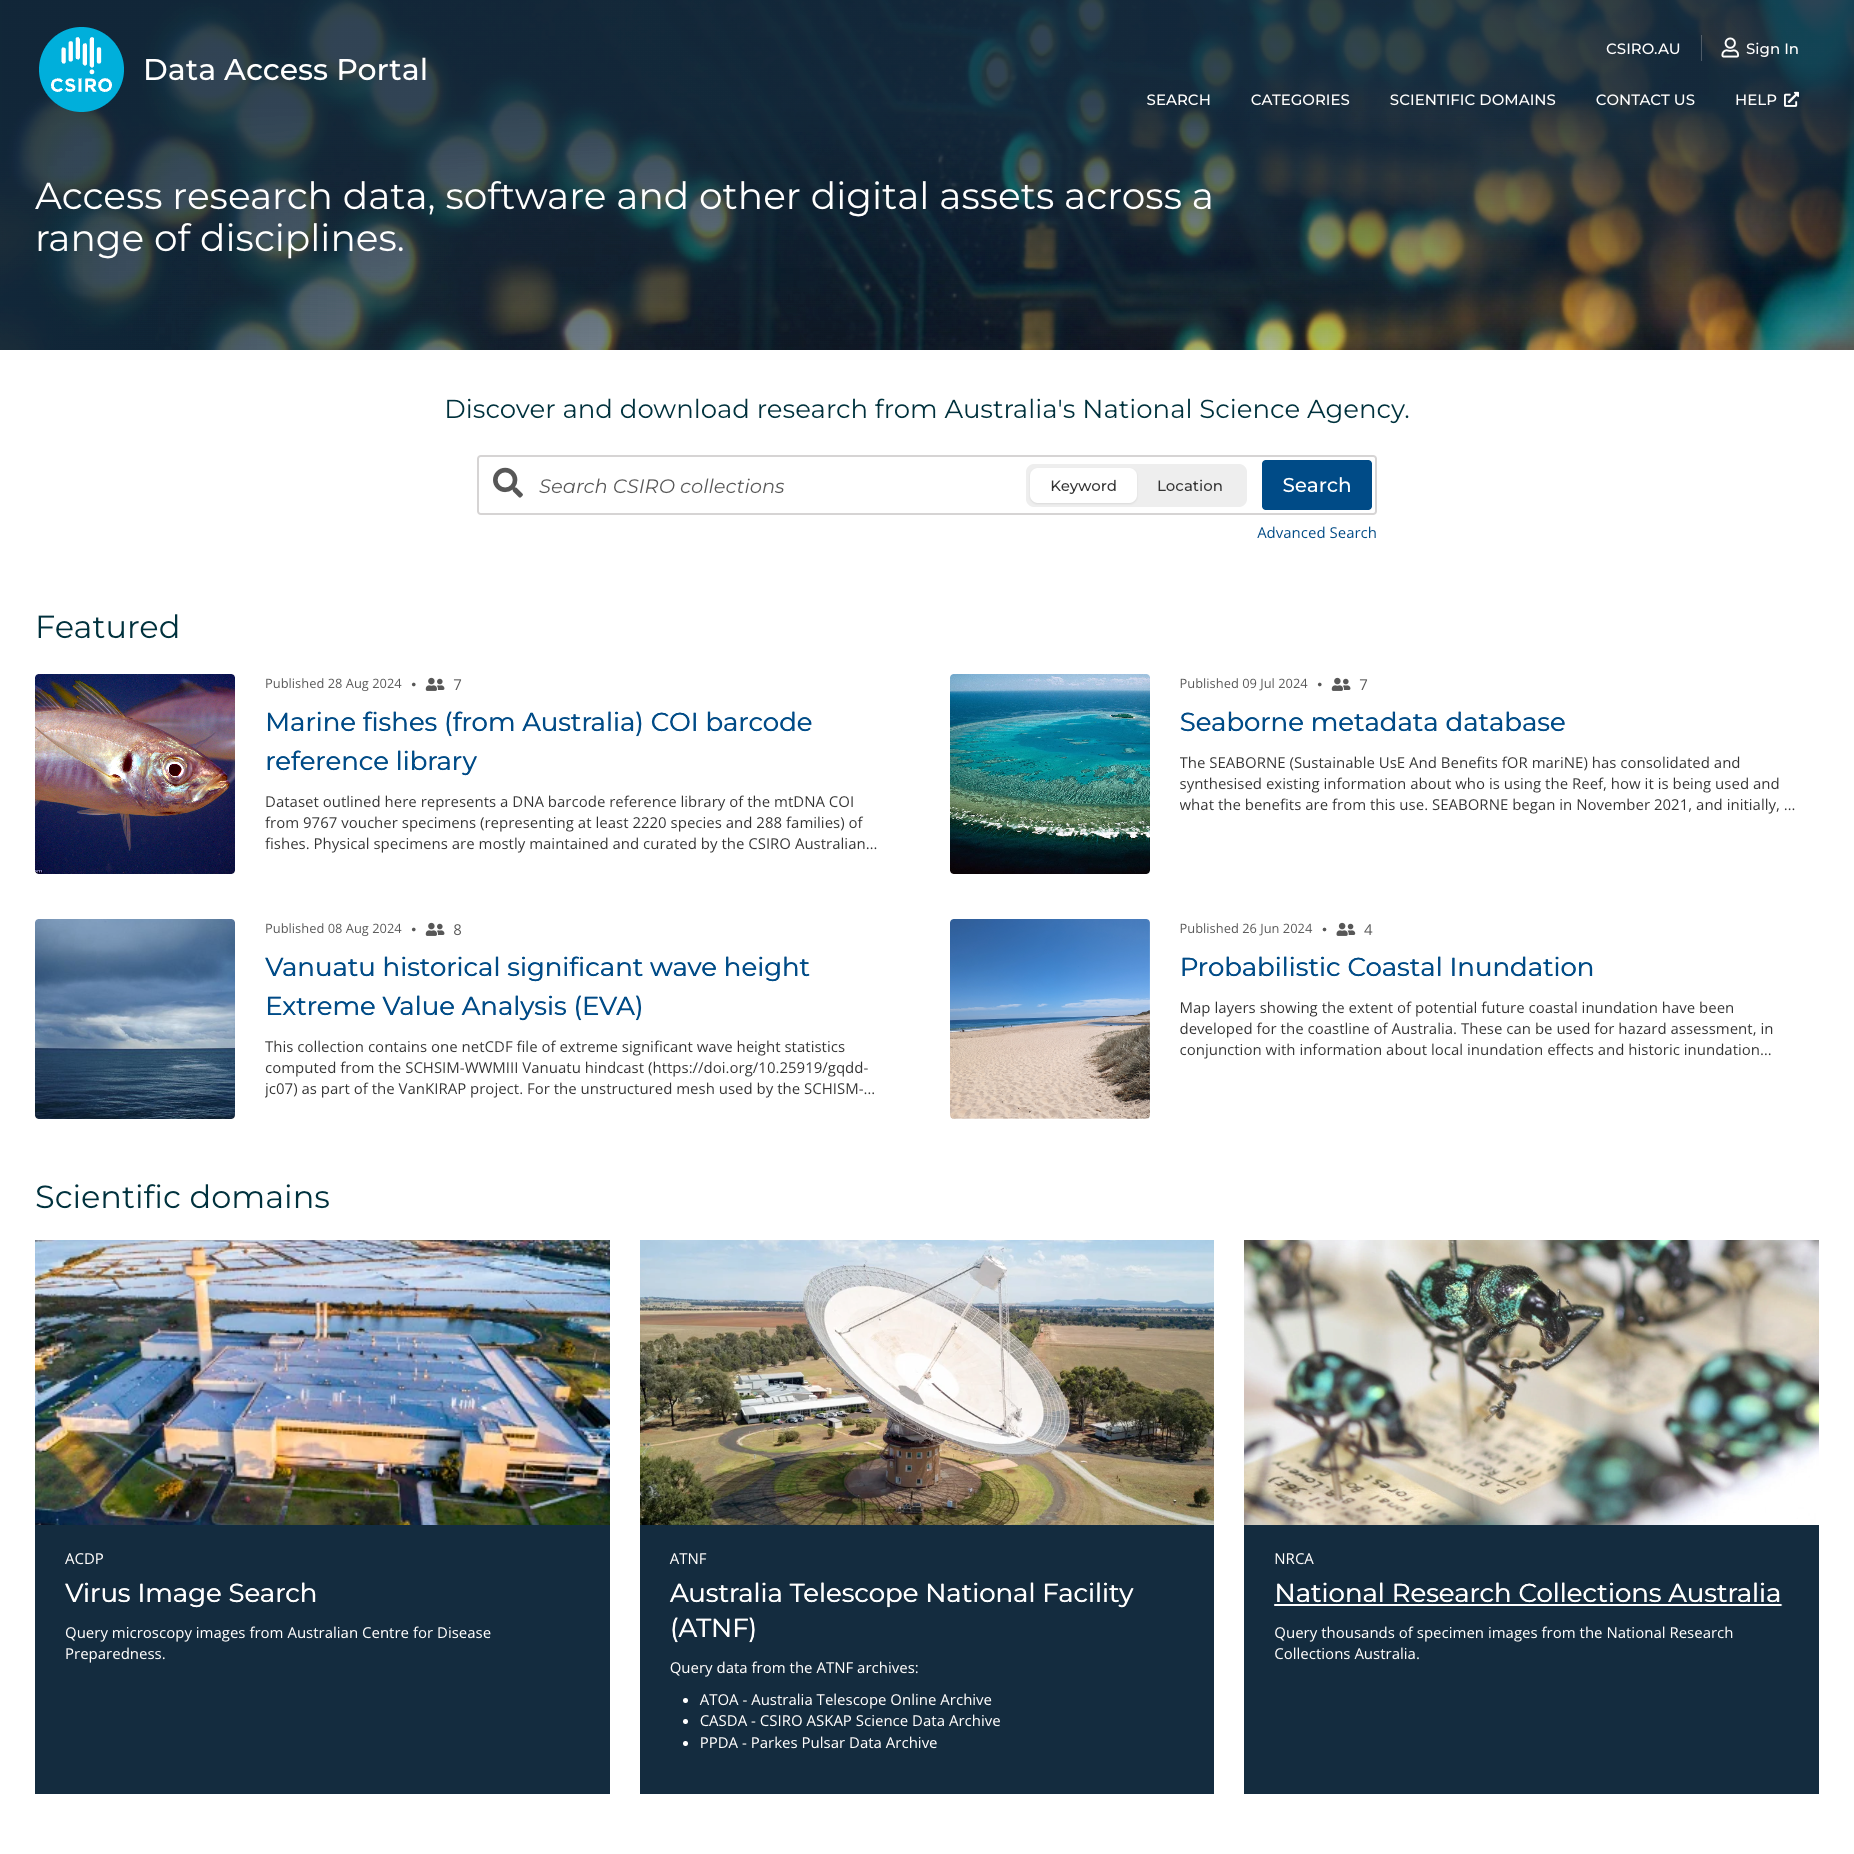 CSIRO
Data Access Portal
CSIRO.AU
Sign In
SEARCH
CATEGORIES
SCIENTIFIC DOMAINS
CONTACT US
HELP
Access research data, software and other digital assets across a
range of disciplines.
Discover and download research from Australia's National Science Agency.
Search CSIRO collections
Keyword
Location
Search
Advanced Search
Featured
Published 28 Aug 2024 • 7
Marine fishes (from Australia) COI barcode
reference library
Dataset outlined here represents a DNA barcode reference library of the mtDNA COI
from 9767 voucher specimens (representing at least 2220 species and 288 families) of
fishes. Physical specimens are mostly maintained and curated by the CSIRO Australian...
Published 09 Jul 2024 • 7
Seaborne metadata database
The SEABORNE (Sustainable UsE And Benefits fOR mariNE) has consolidated and
synthesised existing information about who is using the Reef, how it is being used and
what the benefits are from this use. SEABORNE began in November 2021, and initially, ...
Published 08 Aug 2024 • 8
Vanuatu historical significant wave height
Extreme Value Analysis (EVA)
This collection contains one netCDF file of extreme significant wave height statistics
computed from the SCHSIM-WWMIII Vanuatu hindcast (https://doi.org/10.25919/gqdd-
jc07) as part of the VanKIRAP project. For the unstructured mesh used by the SCHISM-...
Published 26 Jun 2024 • 4
Probabilistic Coastal Inundation
Map layers showing the extent of potential future coastal inundation have been
developed for the coastline of Australia. These can be used for hazard assessment, in
conjunction with information about local inundation effects and historic inundation...
Scientific domains
ACDP
Virus Image Search
Query microscopy images from Australian Centre for Disease
Preparedness.
ATNF
Australia Telescope National Facility
(ATNF)
Query data from the ATNF archives:
• ATOA - Australia Telescope Online Archive
• CASDA - CSIRO ASKAP Science Data Archive
• PPDA - Parkes Pulsar Data Archive
NRCA
National Research Collections Australia
Query thousands of specimen images from the National Research
Collections Australia.